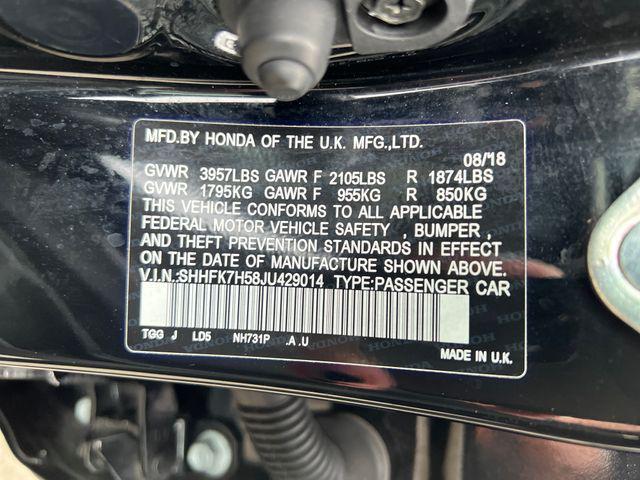 MFD.BY HONDA OF THE U.K. MFG.,LTD.
08/18
GVWR 3957LBS GAWR F 2105LBS R 1874LBS
GVWR 1795KG GAWR F 955KG R 850KG
THIS VEHICLE CONFORMS TO ALL APPLICABLE
FEDERAL MOTOR VEHICLE SAFETY , BUMPER ,
AND THEFT PREVENTION STANDARDS IN EFFECT
ON THE DATE OF MANUFACTURE SHOWN ABOVE.
V.I.N.:SHHFK7H58JU429014 TYPE:PASSENGER CAR
TGG J LD5 NH731P .A .U
MADE IN U.K.